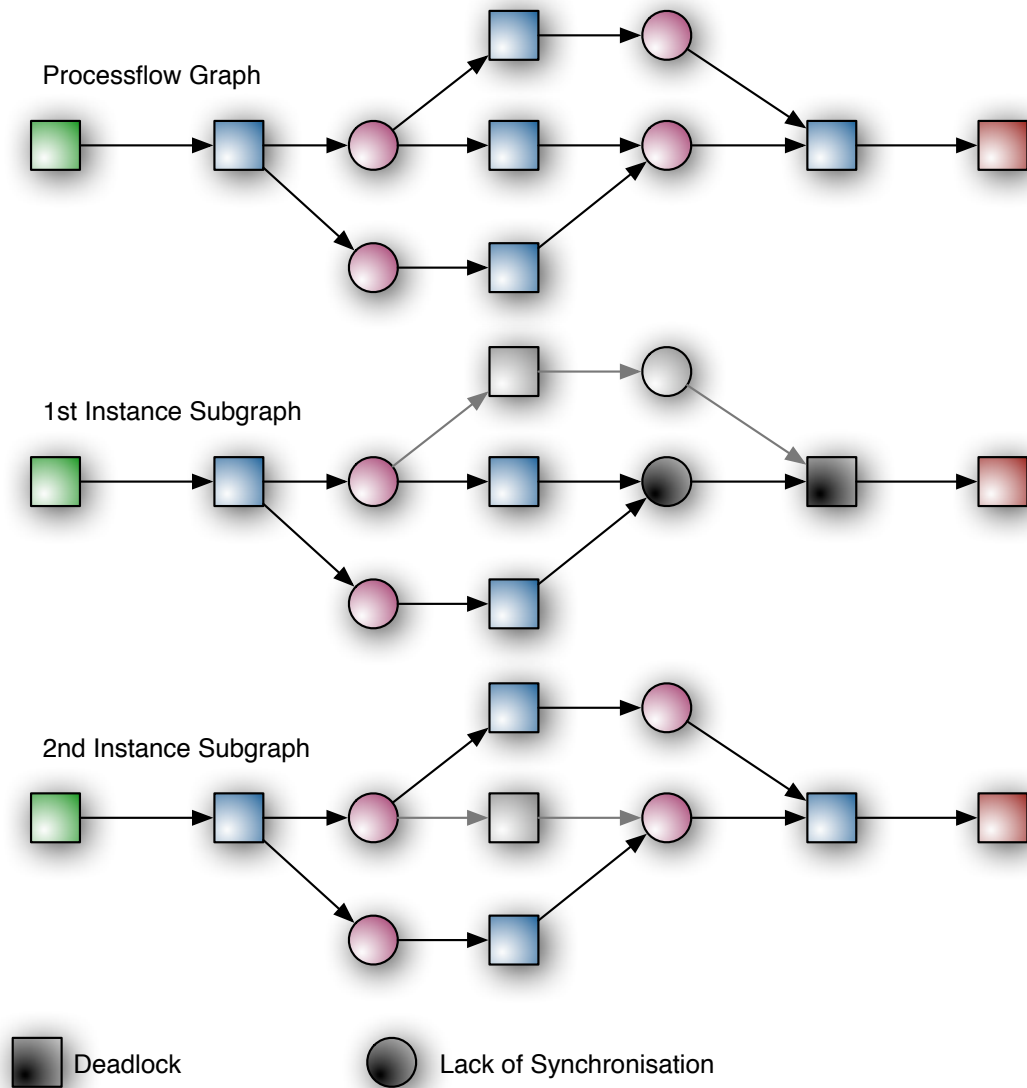 Processflow Graph
1st Instance Subgraph
2nd Instance Subgraph
Deadlock
Lack of Synchronisation